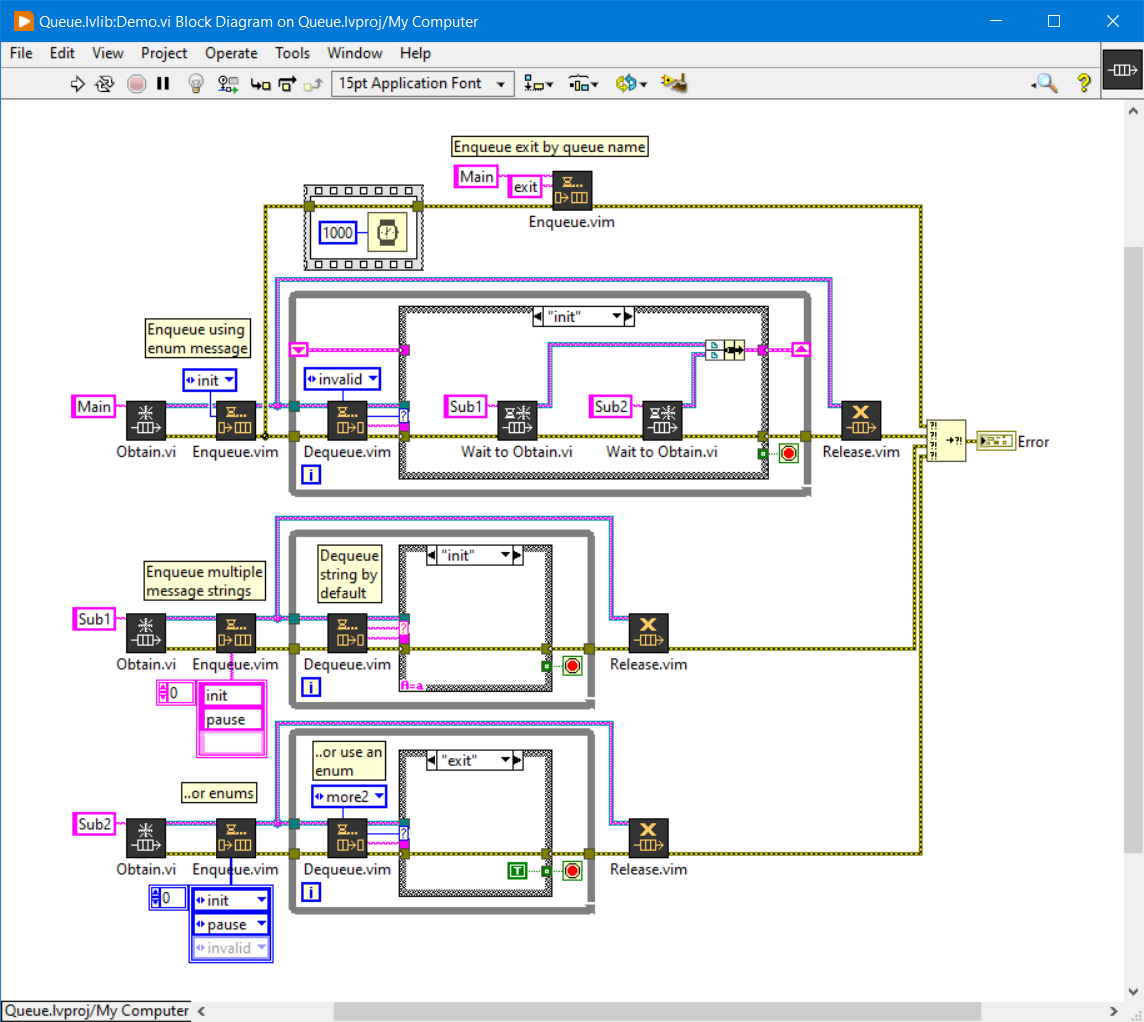 Queue.lvlib:Demo.vi Block Diagram on Queue.lvproj/My Computer
File Edit View Project Operate Tools Window Help
15pt Application Font
Enqueue exit by queue name
Main
exit
Enqueue.vim
1000
"init"
Enqueue using
enum message
init
invalid
Main
Sub1
Sub2
Obtain.vi
Enqueue.vim
Dequeue.vim
Wait to Obtain.vi
Wait to Obtain.vi
Release.vim
Error
i
"init"
Enqueue multiple
message strings
Dequeue
string by
default
Sub1
Obtain.vi
Enqueue.vim
Dequeue.vim
Release.vim
i
A=a
0
init
pause
..or use an
enum
"exit"
..or enums
more2
Sub2
Obtain.vi
Enqueue.vim
Dequeue.vim
Release.vim
T
i
0
init
pause
invalid
Queue.lvproj/My Computer